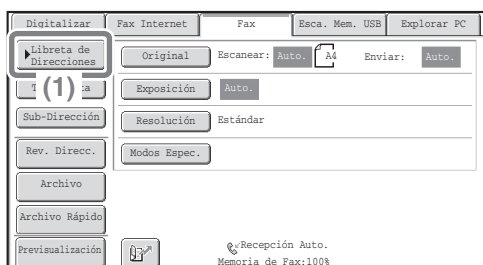 Digitalizar
Fax Internet
Fax
Esca. Mem. USB
Explorar PC
Libreta de
Direcciones
Original
Escanear: Auto. A4 Enviar: Auto.
(1)
Exposición
Auto.
Sub-Dirección
Resolución
Estándar
Rev. Direcc.
Modos Espec.
Archivo
Archivo Rápido
Previsualización
Recepción Auto.
Memoria de Fax:100%